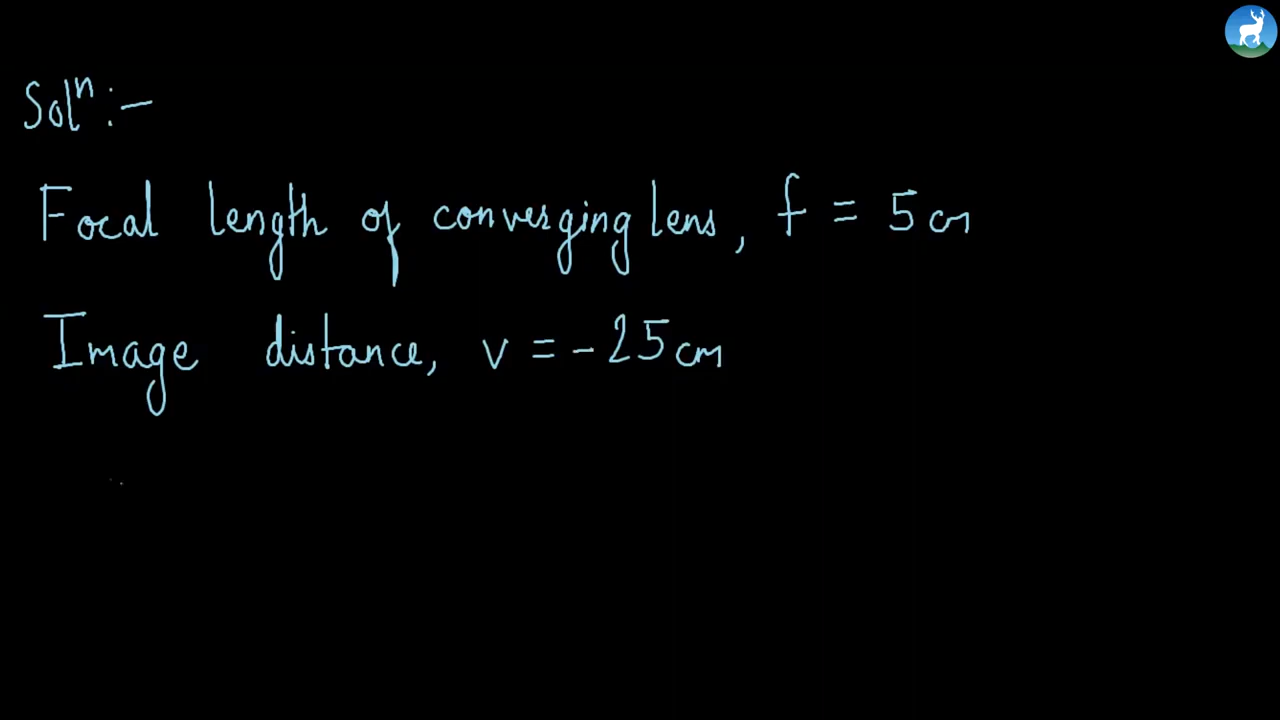 Solⁿ :-
Focal length of converging lens, f = 5 cm
Image distance, v = - 25 cm